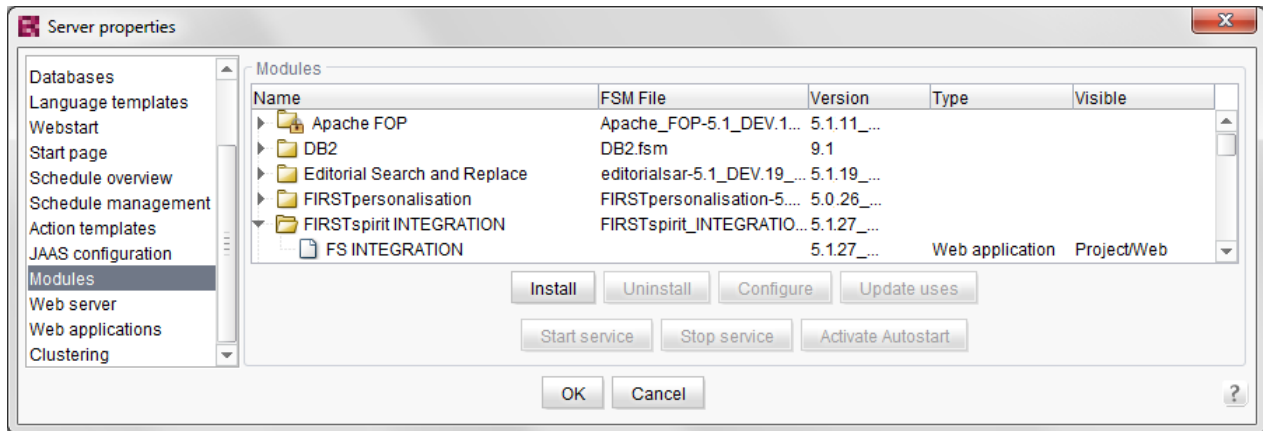 Server properties
Databases
Language templates
Webstart
Start page
Schedule overview
Schedule management
Action templates
JAAS configuration
Modules
Web server
Web applications
Clustering
Modules
Name FSM File Version Type Visible
Apache FOP Apache_FOP-5.1_DEV.1... 5.1.11_...
DB2 DB2.fsm 9.1
Editorial Search and Replace editorialsar-5.1_DEV.19_... 5.1.19_...
FIRSTpersonalisation FIRSTpersonalisation-5.... 5.0.26_...
FIRSTspirit INTEGRATION FIRSTspirit_INTEGRATIO... 5.1.27_...
FS INTEGRATION 5.1.27_... Web application Project/Web
Install Uninstall Configure Update uses
Start service Stop service Activate Autostart
OK Cancel ?